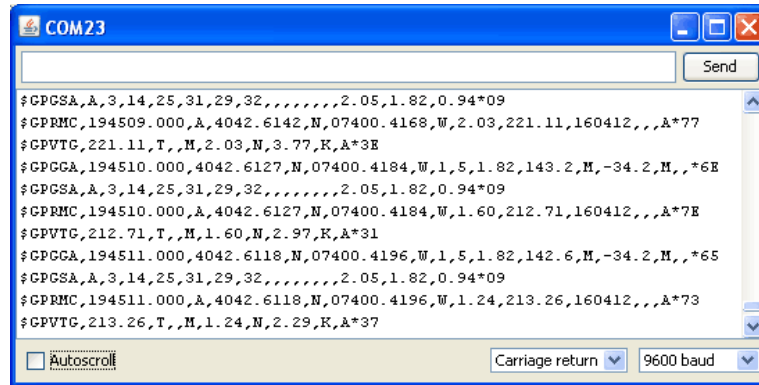 COM23
Send
$GPGSA,A,3,14,25,31,29,32,,,,,,,,2.05,1.82,0.94*09
$GPRMC,194509.000,A,4042.6142,N,07400.4168,W,2.03,221.11,160412,,,A*77
$GPVTG,221.11,T,,M,2.03,N,3.77,K,A*3E
$GPGGA,194510.000,4042.6127,N,07400.4184,W,1,5,1.82,143.2,M,-34.2,M,,*6E
$GPGSA,A,3,14,25,31,29,32,,,,,,,,2.05,1.82,0.94*09
$GPRMC,194510.000,A,4042.6127,N,07400.4184,W,1.60,212.71,160412,,,A*7E
$GPVTG,212.71,T,,M,1.60,N,2.97,K,A*31
$GPGGA,194511.000,4042.6118,N,07400.4196,W,1,5,1.82,142.6,M,-34.2,M,,*65
$GPGSA,A,3,14,25,31,29,32,,,,,,,,2.05,1.82,0.94*09
$GPRMC,194511.000,A,4042.6118,N,07400.4196,W,1.24,213.26,160412,,,A*73
$GPVTG,213.26,T,,M,1.24,N,2.29,K,A*37
Autoscroll Carriage return 9600 baud